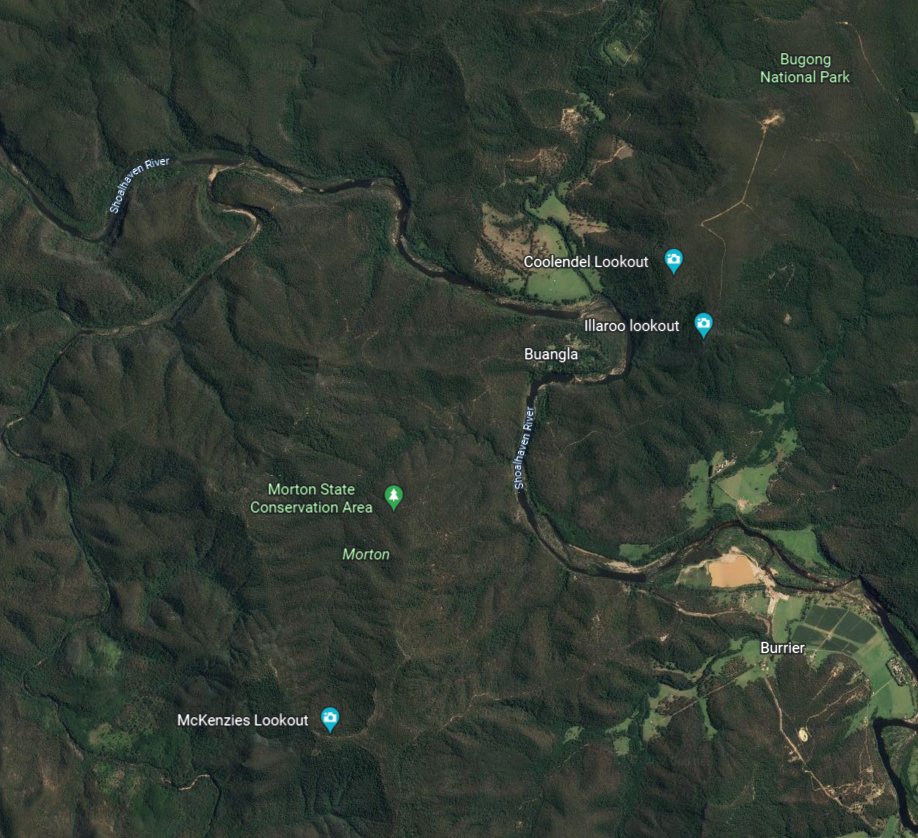 Bugong
National Park
Shoalhaven River
Coolendel Lookout
Illaroo lookout
Buangla
Shoalhaven River
Morton State
Conservation Area
Morton
Burrier
McKenzies Lookout